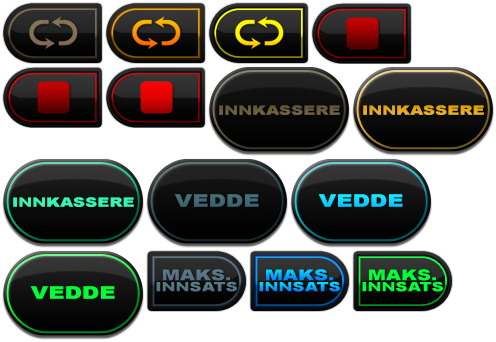 INNKASSERE
INNKASSERE
INNKASSERE
VEDDE
VEDDE
VEDDE
MAKS.
INNSATS
MAKS.
INNSATS
MAKS.
INNSATS